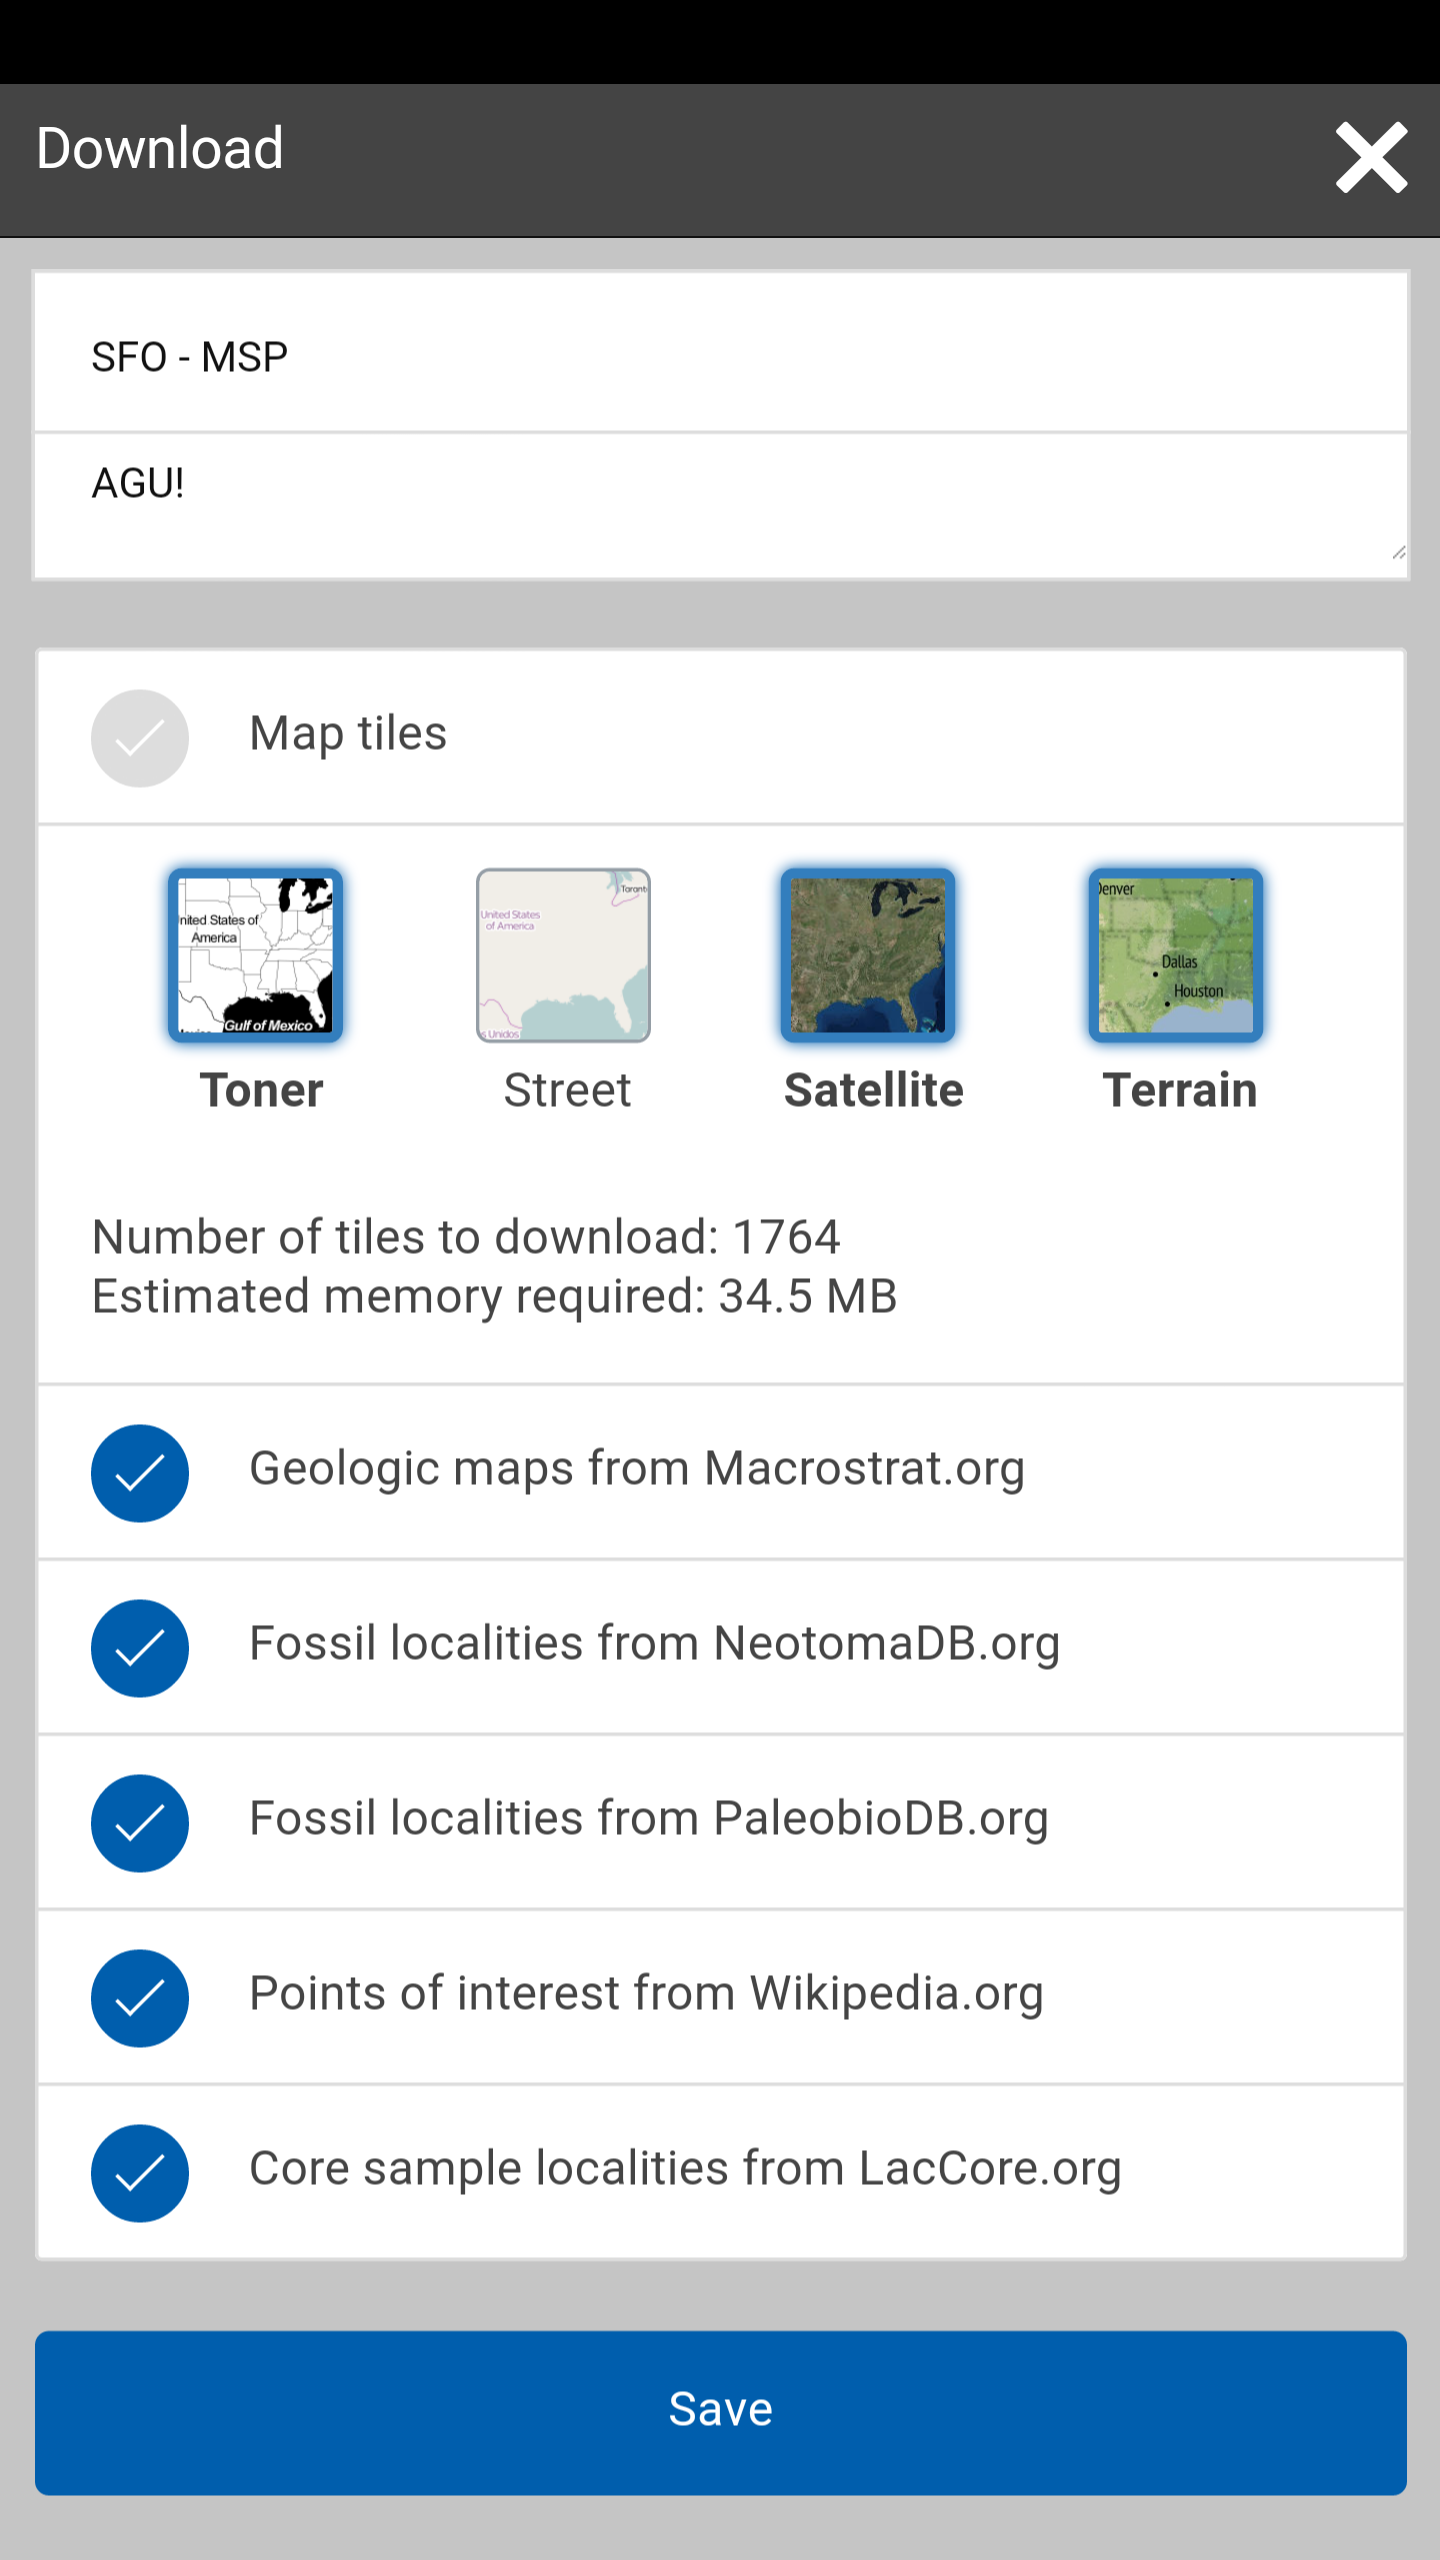 Download
SFO - MSP
AGU!
Map tiles
nited States of
America
Gulf of Mexico
Toner
Toront
United States
of America
s Unidos
Street
Satellite
Denver
Dallas
Houston
Terrain
Number of tiles to download: 1764
Estimated memory required: 34.5 MB
Geologic maps from Macrostrat.org
Fossil localities from NeotomaDB.org
Fossil localities from PaleobioDB.org
Points of interest from Wikipedia.org
Core sample localities from LacCore.org
Save